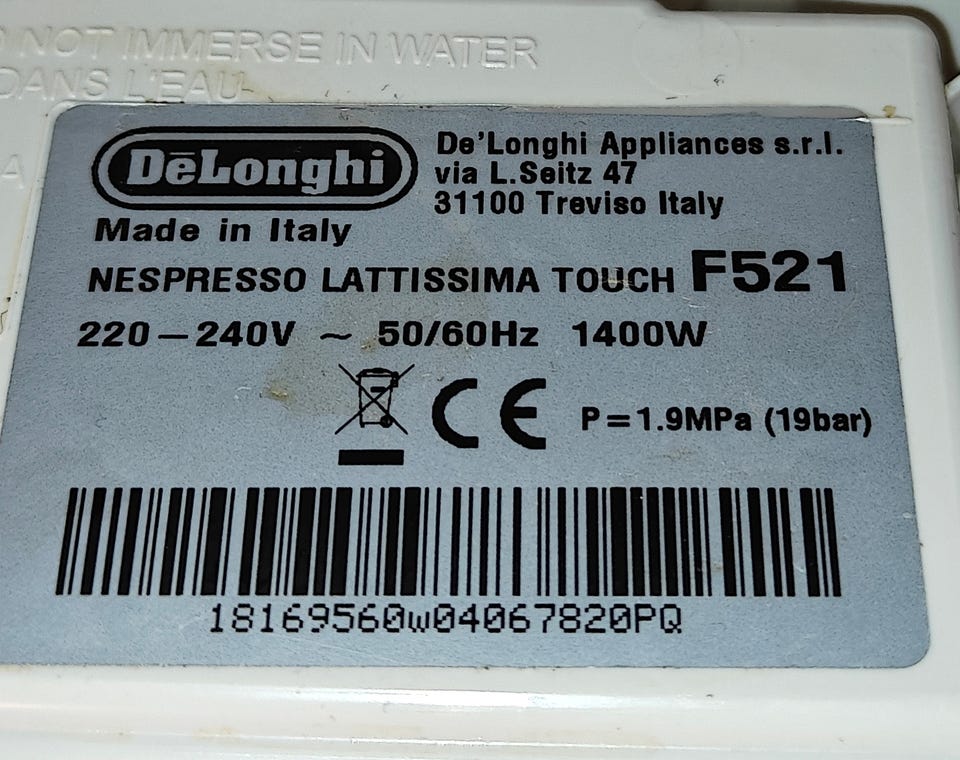 NOT IMMERSE IN WATER
DANS L'EAU
DeLonghi
De'Longhi Appliances s.r.l.
via L.Seitz 47
31100 Treviso Italy
Made in Italy
NESPRESSO LATTISSIMA TOUCH F521
220-240V ~ 50/60Hz 1400W
CE P=1.9MPa (19bar)
18169560w04067820PQ